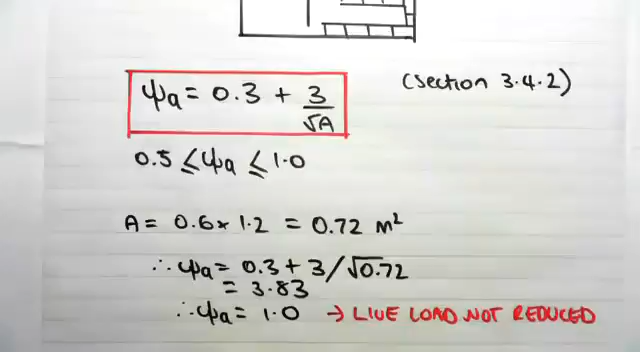 ψa = 0.3 + 3/√A (Section 3.4.2)
0.5 ≤ ψa ≤ 1.0
A = 0.6 × 1.2 = 0.72 m²
∴ ψa = 0.3 + 3/√0.72
= 3.83
∴ ψa = 1.0 → LIVE LOAD NOT REDUCED